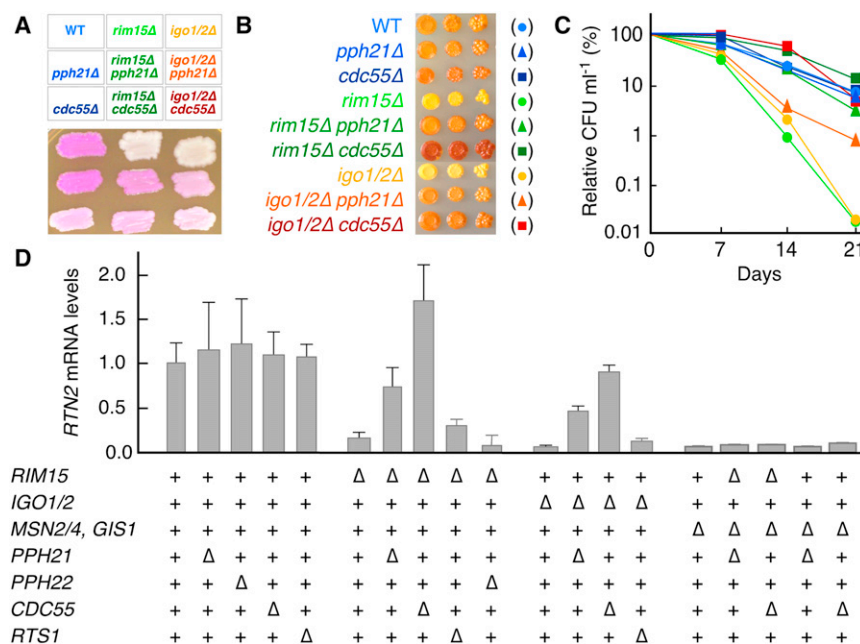 A
WT rim15Δ igo1/2Δ
pph21Δ rim15Δ pph21Δ igo1/2Δ pph21Δ
cdc55Δ rim15Δ cdc55Δ igo1/2Δ cdc55Δ
B
WT ( )
pph21Δ ( )
cdc55Δ ( )
rim15Δ ( )
rim15Δ pph21Δ ( )
rim15Δ cdc55Δ ( )
igo1/2Δ ( )
igo1/2Δ pph21Δ ( )
igo1/2Δ cdc55Δ ( )
C
Relative CFU ml⁻¹ (%)
100
10
1
0.1
0.01
0 7 14 21
Days
D
RTN2 mRNA levels
2.0
1.5
1.0
0.5
0.0
RIM15 + + + + + Δ Δ Δ Δ Δ + + + + + Δ Δ + +
IGO1/2 + + + + + + + + + + Δ Δ Δ Δ + + + + +
MSN2/4, GIS1 + + + + + + + + + + + + + + Δ Δ Δ Δ Δ
PPH21 + Δ + + + + Δ + + + + Δ + + + Δ + Δ +
PPH22 + + Δ + + + + + + Δ + + + + + + + + +
CDC55 + + + Δ + + + Δ + + + + Δ + + + Δ + Δ
RTS1 + + + + Δ + + + Δ + + + + Δ + + + + +